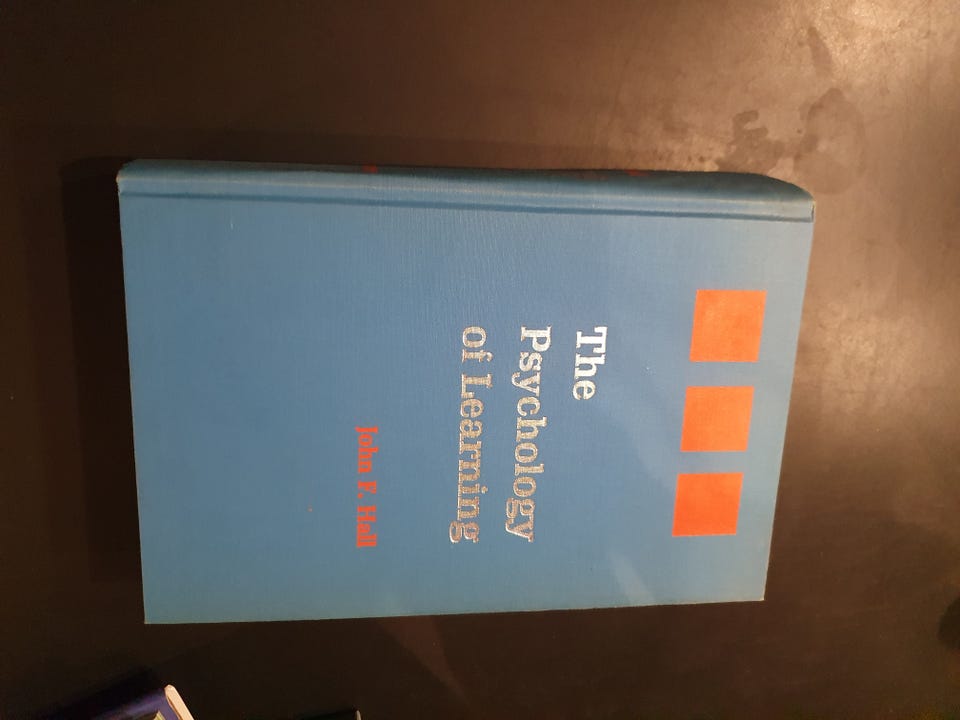 The
Psychology
of Learning
John F. Hall